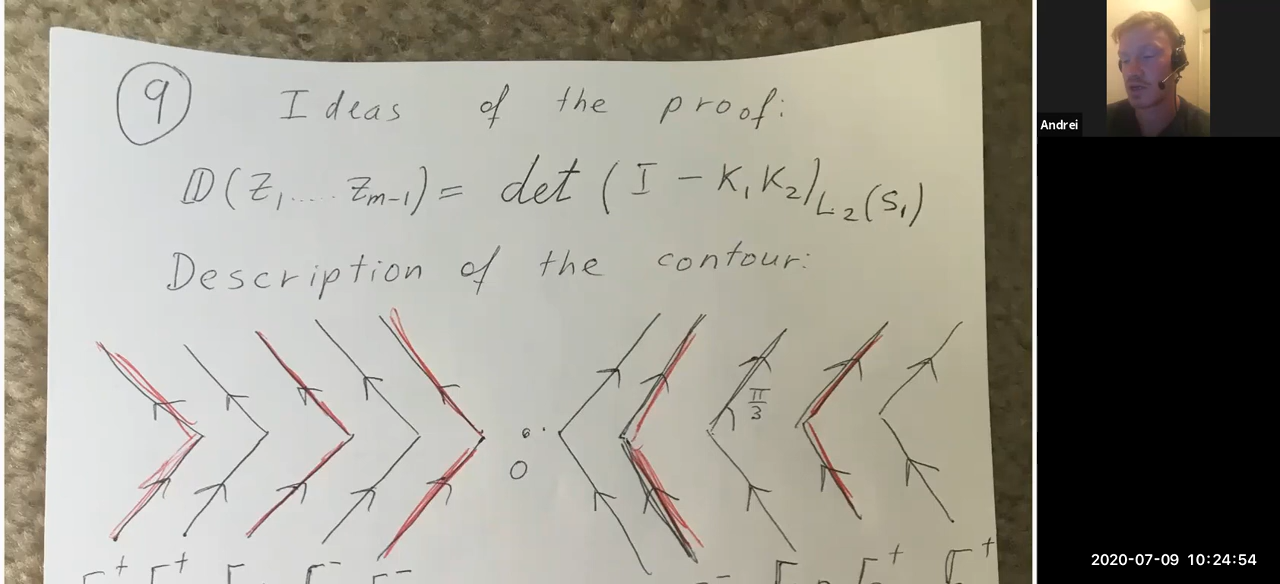 9 Ideas of the proof:
D(z₁.... z_{m-1}) = det (I - K₁K₂)_{L₂(S₁)}
Description of the contour:
π/3
0
Andrei
2020-07-09 10:24:54